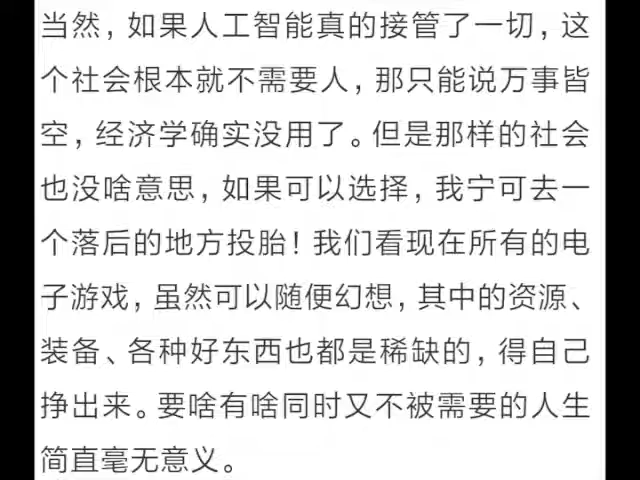 当然，如果人工智能真的接管了一切，这
个社会根本就不需要人，那只能说万事皆
空，经济学确实没用了。但是那样的社会
也没啥意思，如果可以选择，我宁可去一
个落后的地方投胎！我们看现在所有的电
子游戏，虽然可以随便幻想，其中的资源、
装备、各种好东西也都是稀缺的，得自己
挣出来。要啥有啥同时又不被需要的人生
简直毫无意义。